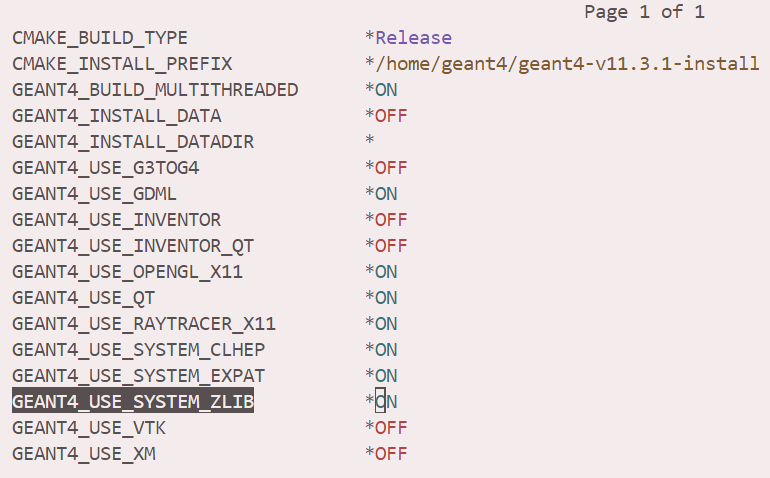 Page 1 of 1
CMAKE_BUILD_TYPE *Release
CMAKE_INSTALL_PREFIX */home/geant4/geant4-v11.3.1-install
GEANT4_BUILD_MULTITHREADED *ON
GEANT4_INSTALL_DATA *OFF
GEANT4_INSTALL_DATADIR *
GEANT4_USE_G3TOG4 *OFF
GEANT4_USE_GDML *ON
GEANT4_USE_INVENTOR *OFF
GEANT4_USE_INVENTOR_QT *OFF
GEANT4_USE_OPENGL_X11 *ON
GEANT4_USE_QT *ON
GEANT4_USE_RAYTRACER_X11 *ON
GEANT4_USE_SYSTEM_CLHEP *ON
GEANT4_USE_SYSTEM_EXPAT *ON
GEANT4_USE_SYSTEM_ZLIB *ON
GEANT4_USE_VTK *OFF
GEANT4_USE_XM *OFF